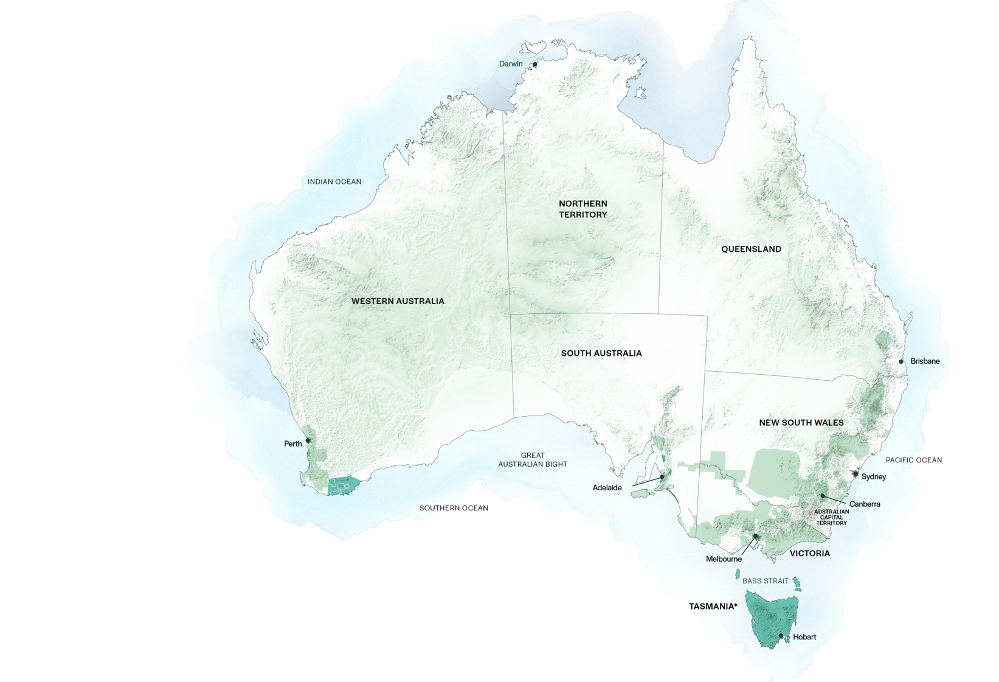 Darwin
INDIAN OCEAN
NORTHERN
TERRITORY
QUEENSLAND
WESTERN AUSTRALIA
SOUTH AUSTRALIA
Brisbane
NEW SOUTH WALES
Perth
GREAT
AUSTRALIAN BIGHT
PACIFIC OCEAN
Sydney
Adelaide
Canberra
SOUTHERN OCEAN
AUSTRALIAN
CAPITAL
TERRITORY
VICTORIA
Melbourne
BASS STRAIT
TASMANIA*
Hobart